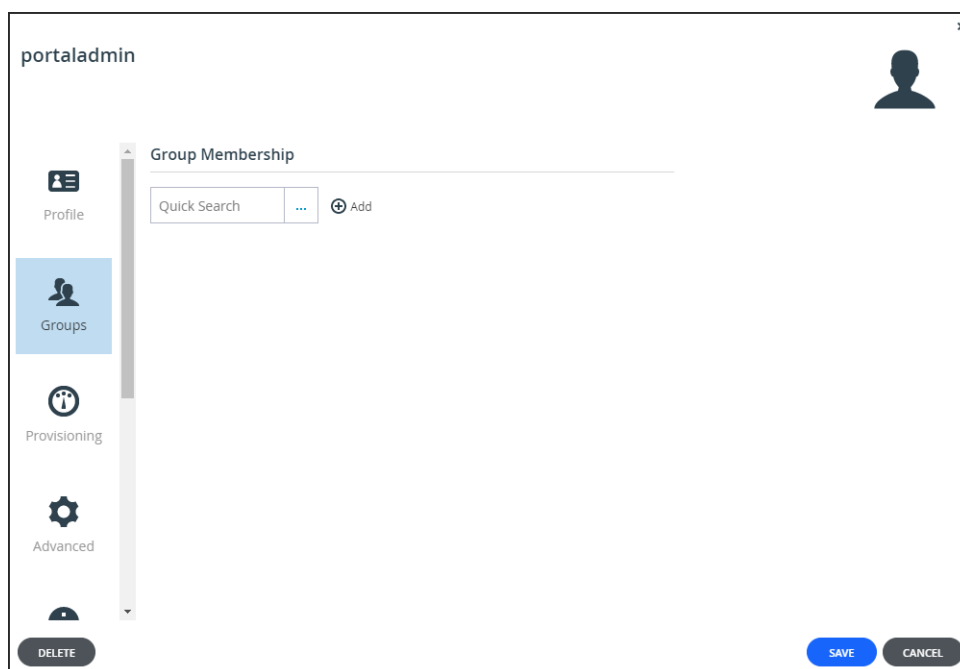 portaladmin
Group Membership
Profile
Quick Search ... Add
Groups
Provisioning
Advanced
DELETE SAVE CANCEL